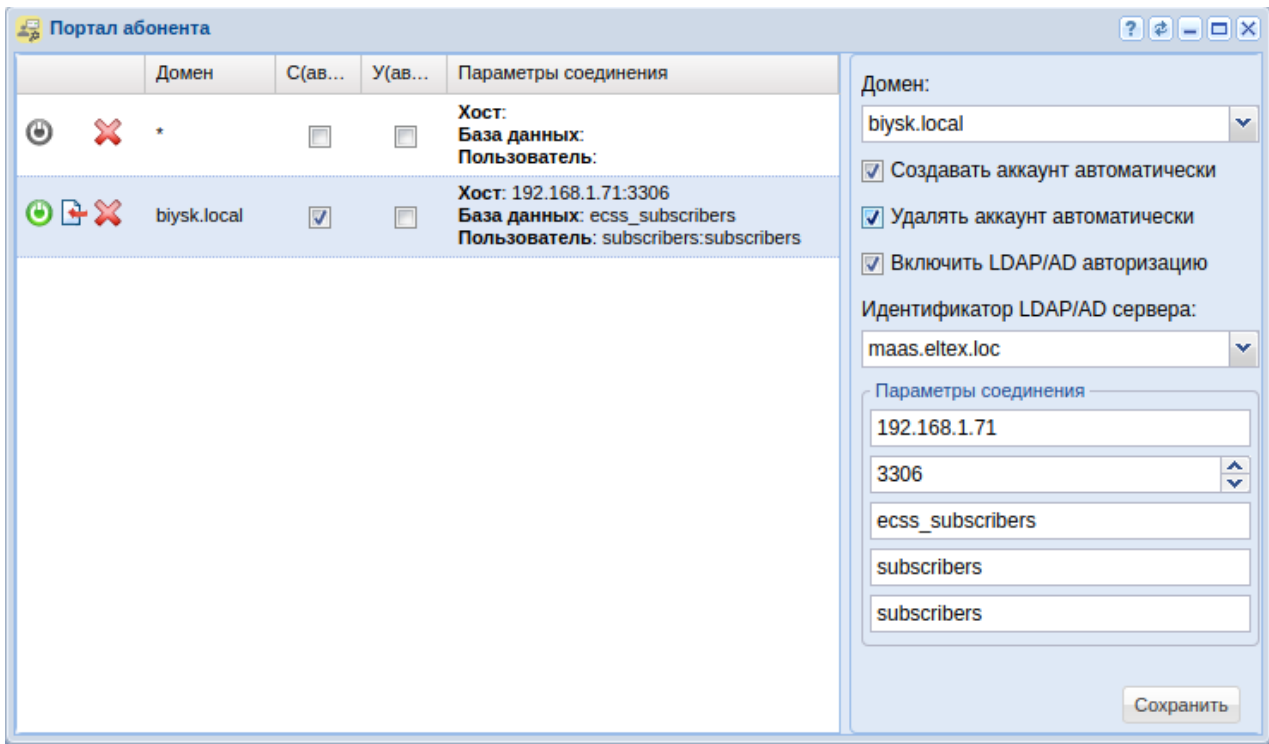 Портал абонента
Домен С(ав... У(ав... Параметры соединения
*
Хост:
База данных:
Пользователь:
biysk.local
Хост: 192.168.1.71:3306
База данных: ecss_subscribers
Пользователь: subscribers:subscribers
Домен:
biysk.local
Создавать аккаунт автоматически
Удалять аккаунт автоматически
Включить LDAP/AD авторизацию
Идентификатор LDAP/AD сервера:
maas.eltex.loc
Параметры соединения
192.168.1.71
3306
ecss_subscribers
subscribers
subscribers
Сохранить